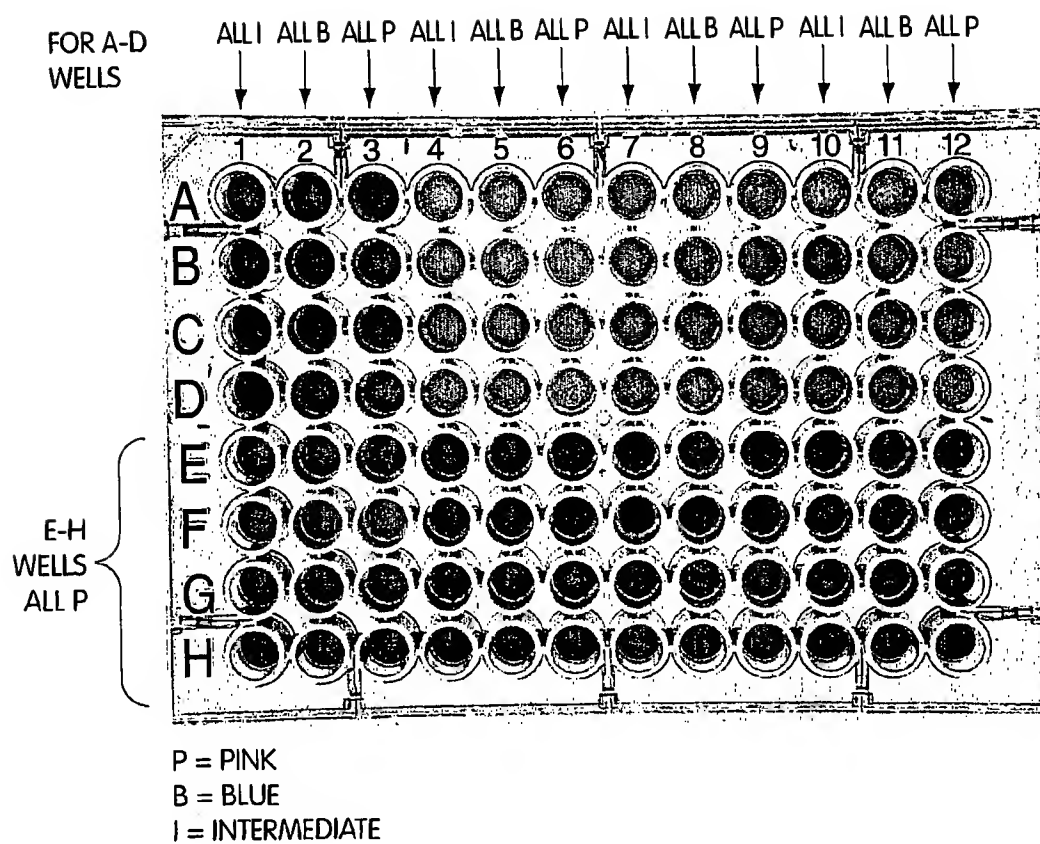 FOR A-D WELLS
ALL I ALL B ALL P ALL I ALL B ALL P ALL I ALL B ALL P ALL I ALL B ALL P
1 2 3 4 5 6 7 8 9 10 11 12
A
B
C
D
E
F
G
H
E-H
WELLS
ALL P
P = PINK
B = BLUE
I = INTERMEDIATE